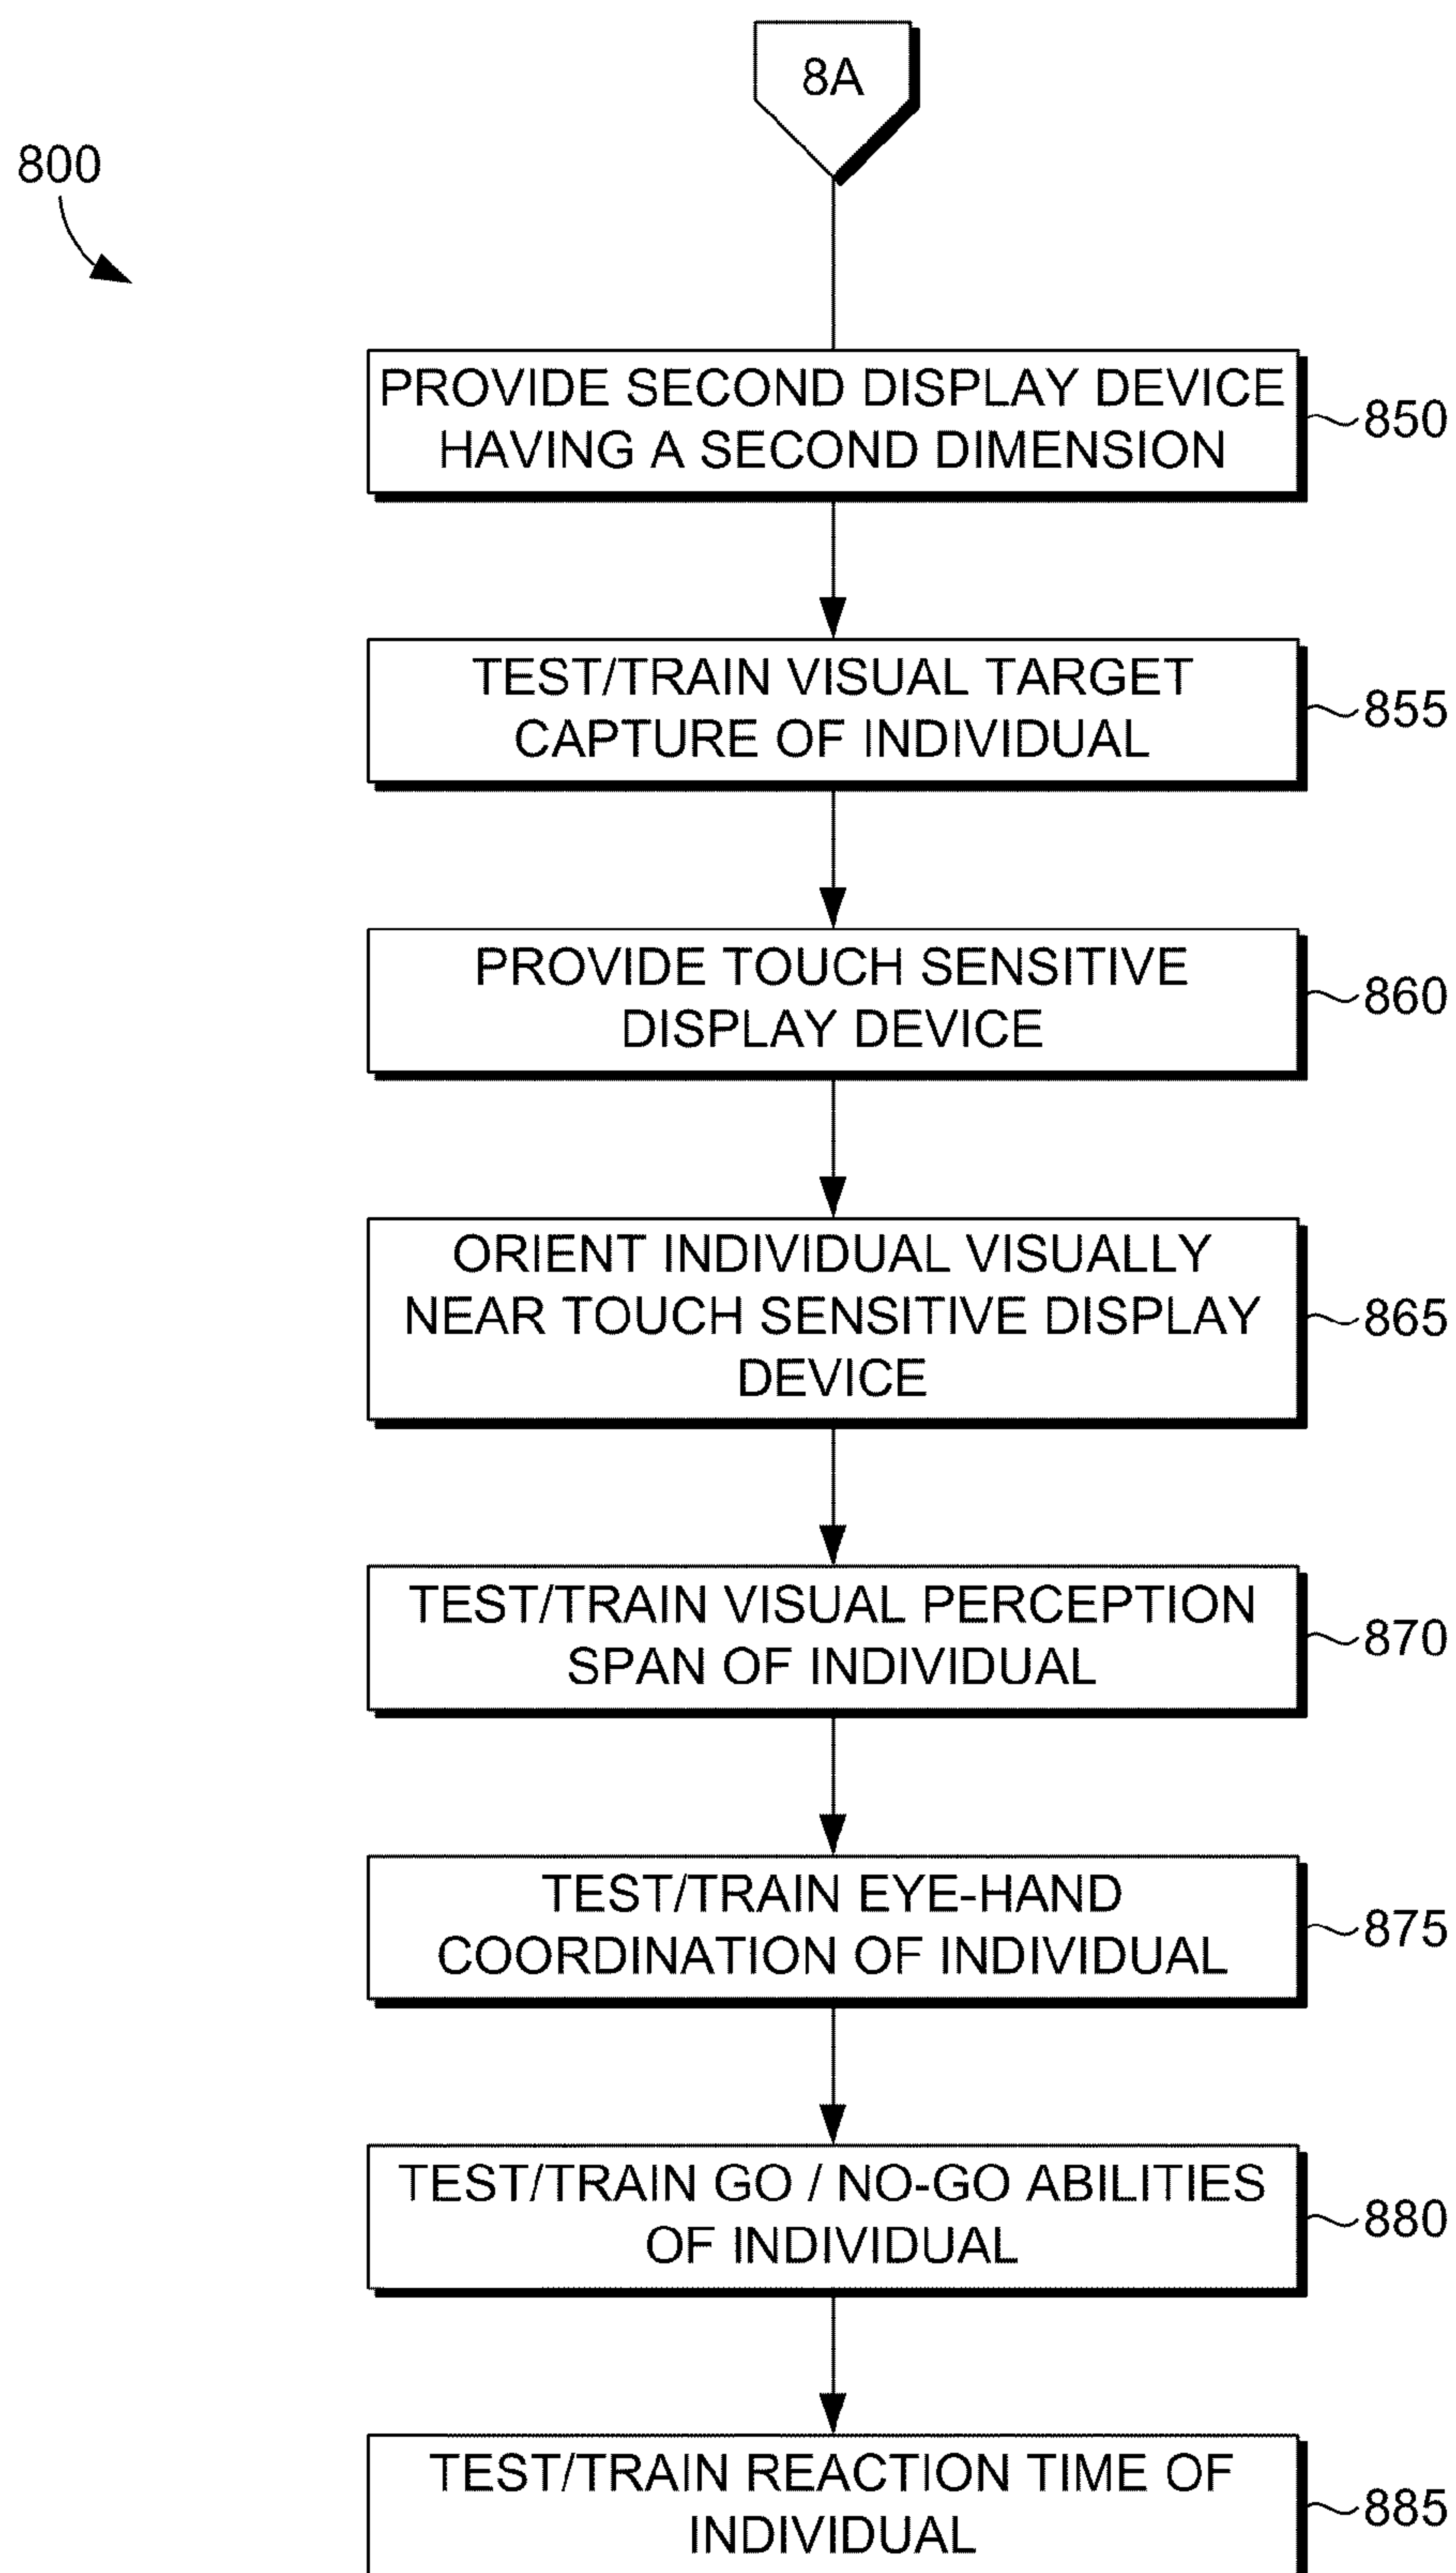 8A
800
PROVIDE SECOND DISPLAY DEVICE
HAVING A SECOND DIMENSION
850
TEST/TRAIN VISUAL TARGET
CAPTURE OF INDIVIDUAL
855
PROVIDE TOUCH SENSITIVE
DISPLAY DEVICE
860
ORIENT INDIVIDUAL VISUALLY
NEAR TOUCH SENSITIVE DISPLAY
DEVICE
865
TEST/TRAIN VISUAL PERCEPTION
SPAN OF INDIVIDUAL
870
TEST/TRAIN EYE-HAND
COORDINATION OF INDIVIDUAL
875
TEST/TRAIN GO / NO-GO ABILITIES
OF INDIVIDUAL
880
TEST/TRAIN REACTION TIME OF
INDIVIDUAL
885